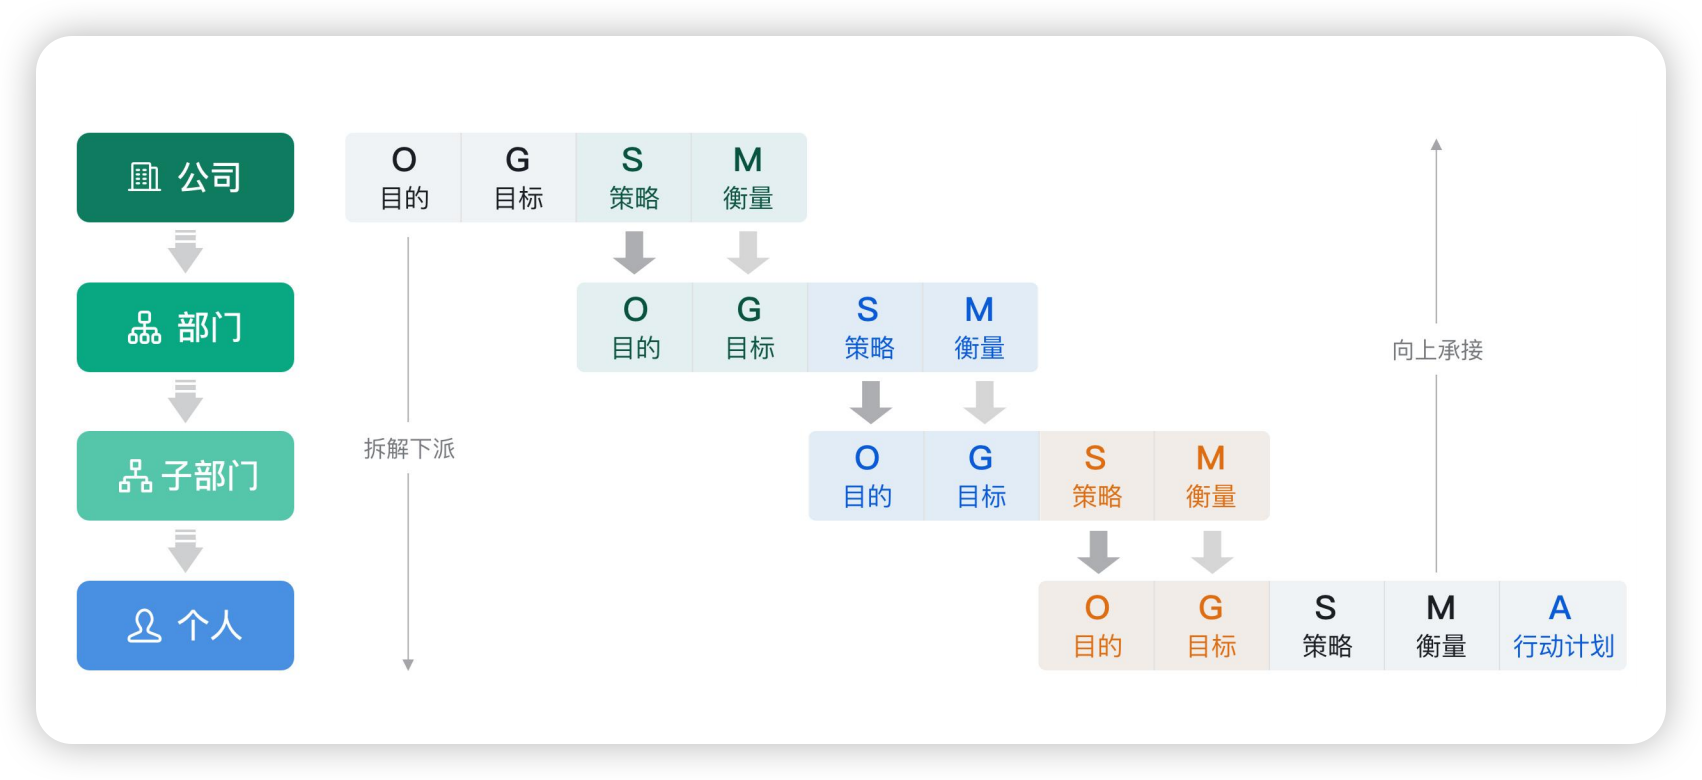 公司
O G S M
目的 目标 策略 衡量
部门
O G S M
目的 目标 策略 衡量
向上承接
拆解下派
子部门
O G S M
目的 目标 策略 衡量
个人
O G S M A
目的 目标 策略 衡量 行动计划